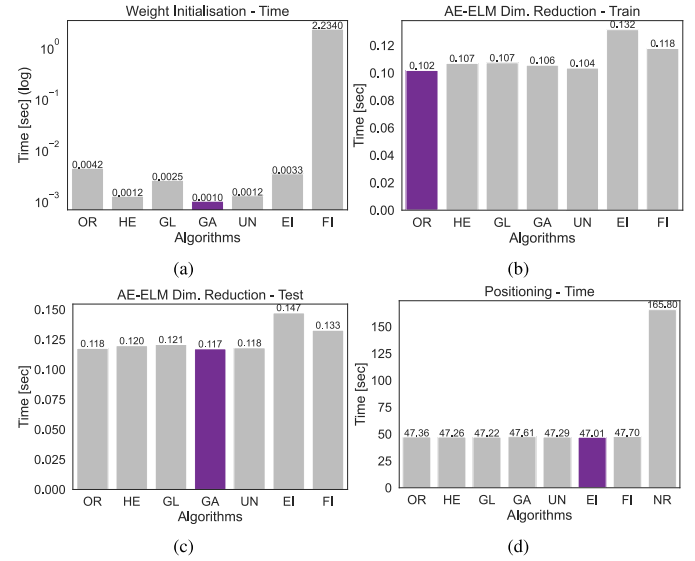 Weight Initialisation - Time
Time [sec] (log)
10⁰
10⁻¹
10⁻²
10⁻³
0.0042 0.0012 0.0025 0.0010 0.0012 0.0033 2.2340
OR HE GL GA UN EI FI
Algorithms
(a)
AE-ELM Dim. Reduction - Train
Time [sec]
0.12
0.10
0.08
0.06
0.04
0.02
0.00
0.102 0.107 0.107 0.106 0.104 0.132 0.118
OR HE GL GA UN EI FI
Algorithms
(b)
AE-ELM Dim. Reduction - Test
Time [sec]
0.150
0.125
0.100
0.075
0.050
0.025
0.000
0.118 0.120 0.121 0.117 0.118 0.147 0.133
OR HE GL GA UN EI FI
Algorithms
(c)
Positioning - Time
Time [sec]
150
125
100
75
50
25
0
47.36 47.26 47.22 47.61 47.29 47.01 47.70 165.80
OR HE GL GA UN EI FI NR
Algorithms
(d)